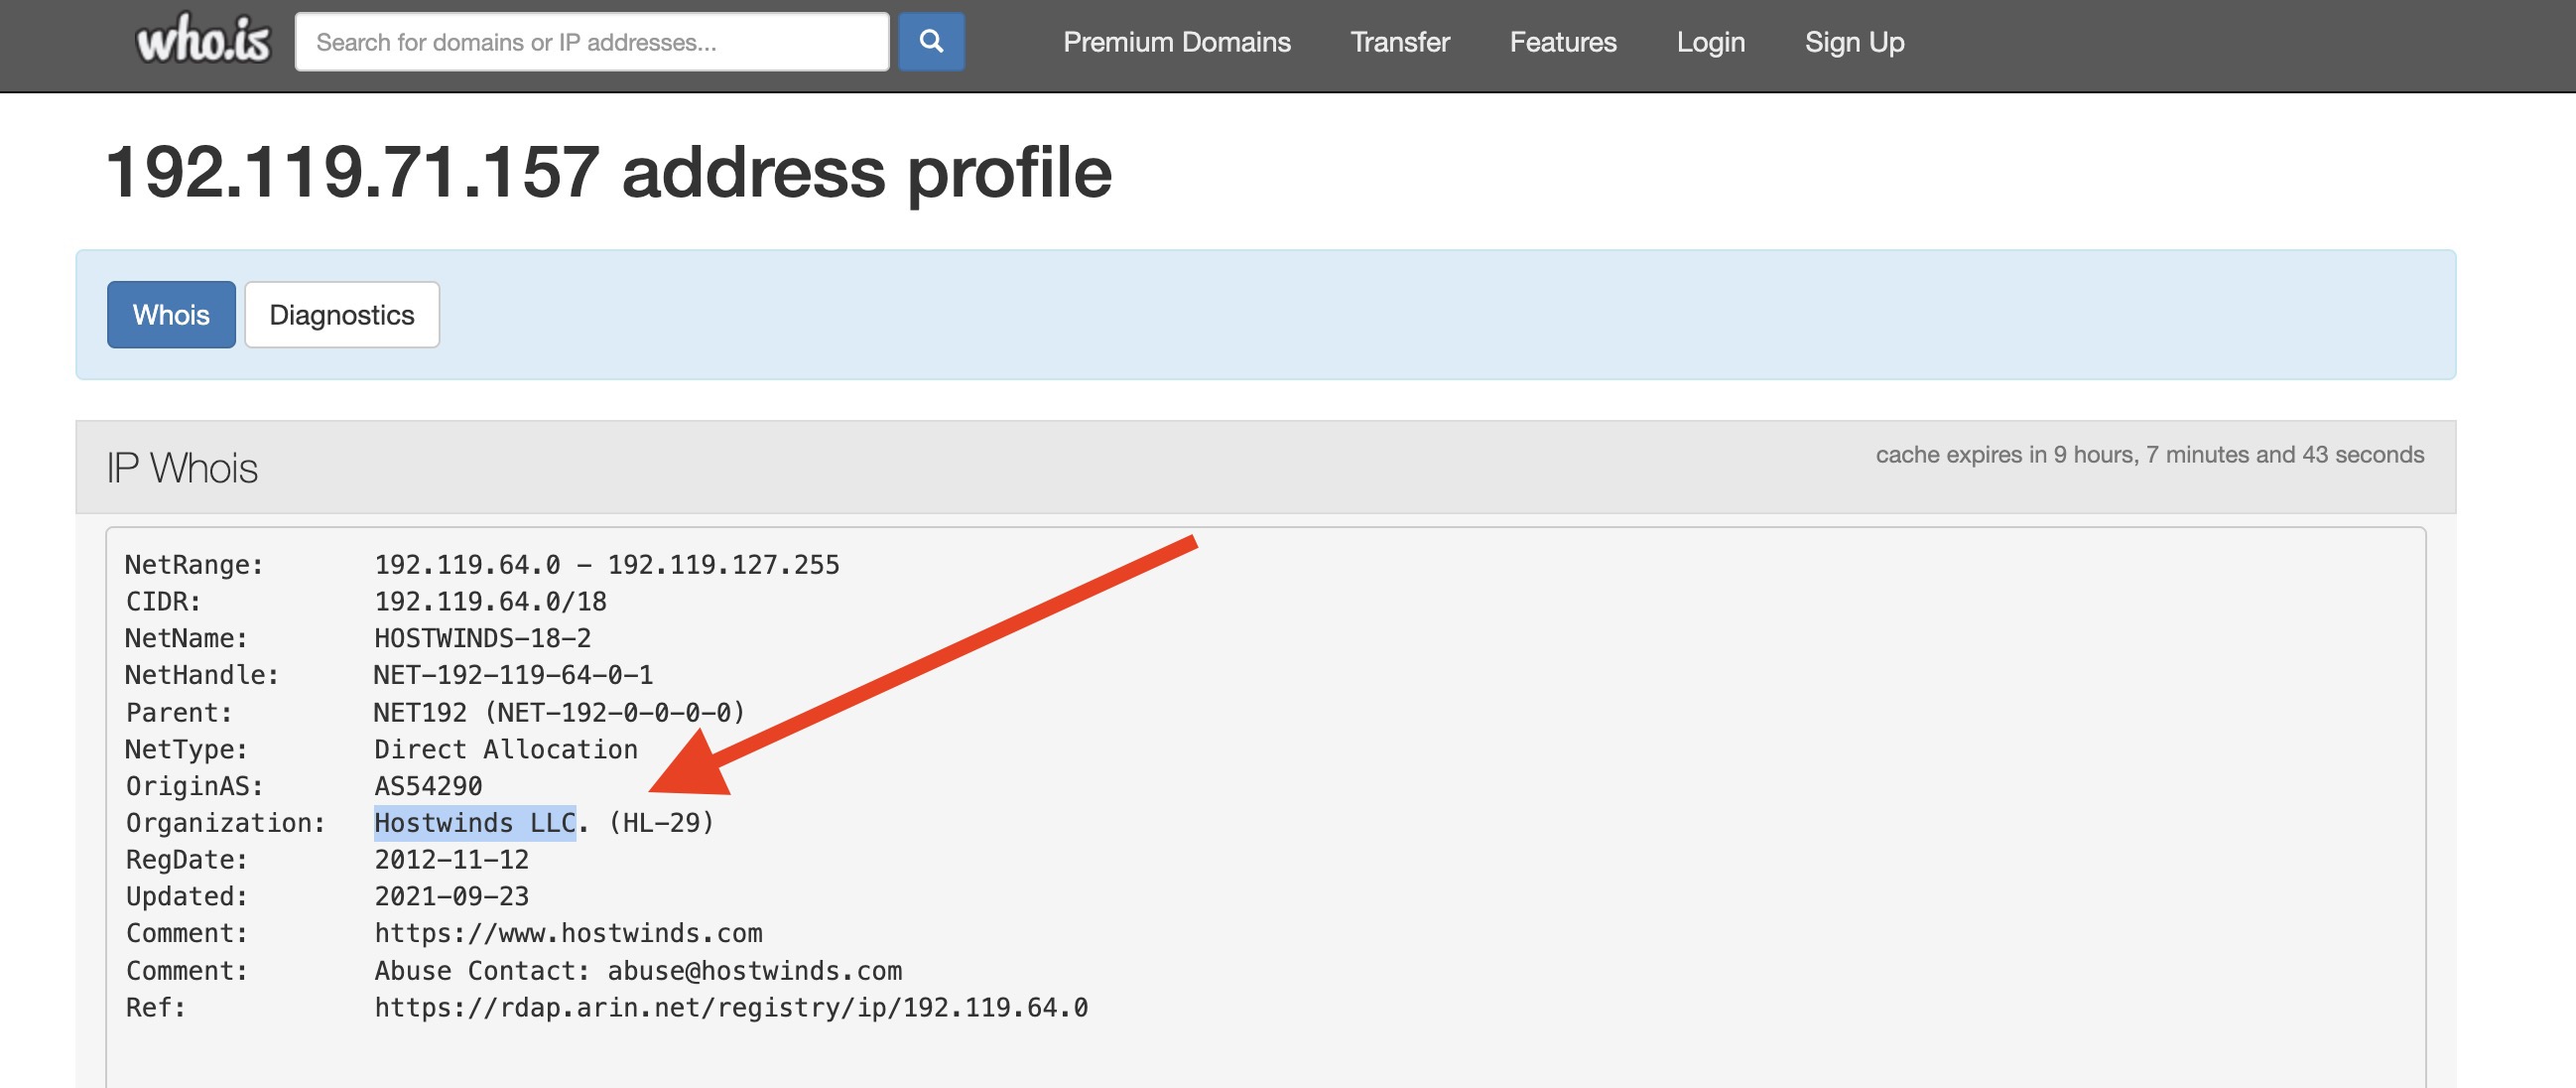 who.is Search for domains or IP addresses... Premium Domains Transfer Features Login Sign Up
192.119.71.157 address profile
Whois Diagnostics
IP Whois cache expires in 9 hours, 7 minutes and 43 seconds
NetRange: 192.119.64.0 - 192.119.127.255
CIDR: 192.119.64.0/18
NetName: HOSTWINDS-18-2
NetHandle: NET-192-119-64-0-1
Parent: NET192 (NET-192-0-0-0-0)
NetType: Direct Allocation
OriginAS: AS54290
Organization: Hostwinds LLC. (HL-29)
RegDate: 2012-11-12
Updated: 2021-09-23
Comment: https://www.hostwinds.com
Comment: Abuse Contact: abuse@hostwinds.com
Ref: https://rdap.arin.net/registry/ip/192.119.64.0